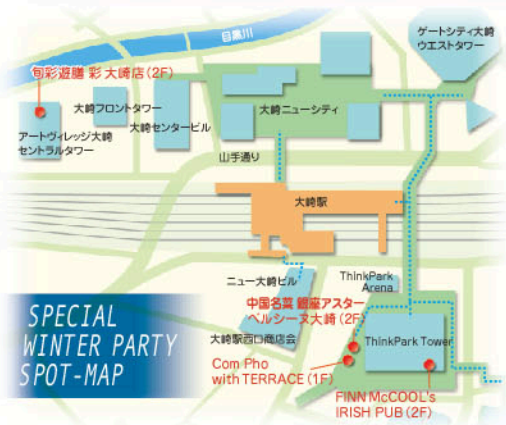 ゲートシティ大崎
ウエストタワー
目黒川
旬彩遊膳 彩 大崎店(2F)
大崎フロントタワー
大崎センタービル
大崎ニューシティ
アートヴィレッジ大崎
セントラルタワー
山手通り
大崎駅
ニュー大崎ビル
ThinkPark
Arena
中国名菜 銀座アスター
ベルシーヌ大崎(2F)
大崎駅西口商店会
ThinkPark Tower
Com Pho
with TERRACE(1F)
FINN McCOOL's
IRISH PUB(2F)
SPECIAL
WINTER PARTY
SPOT-MAP